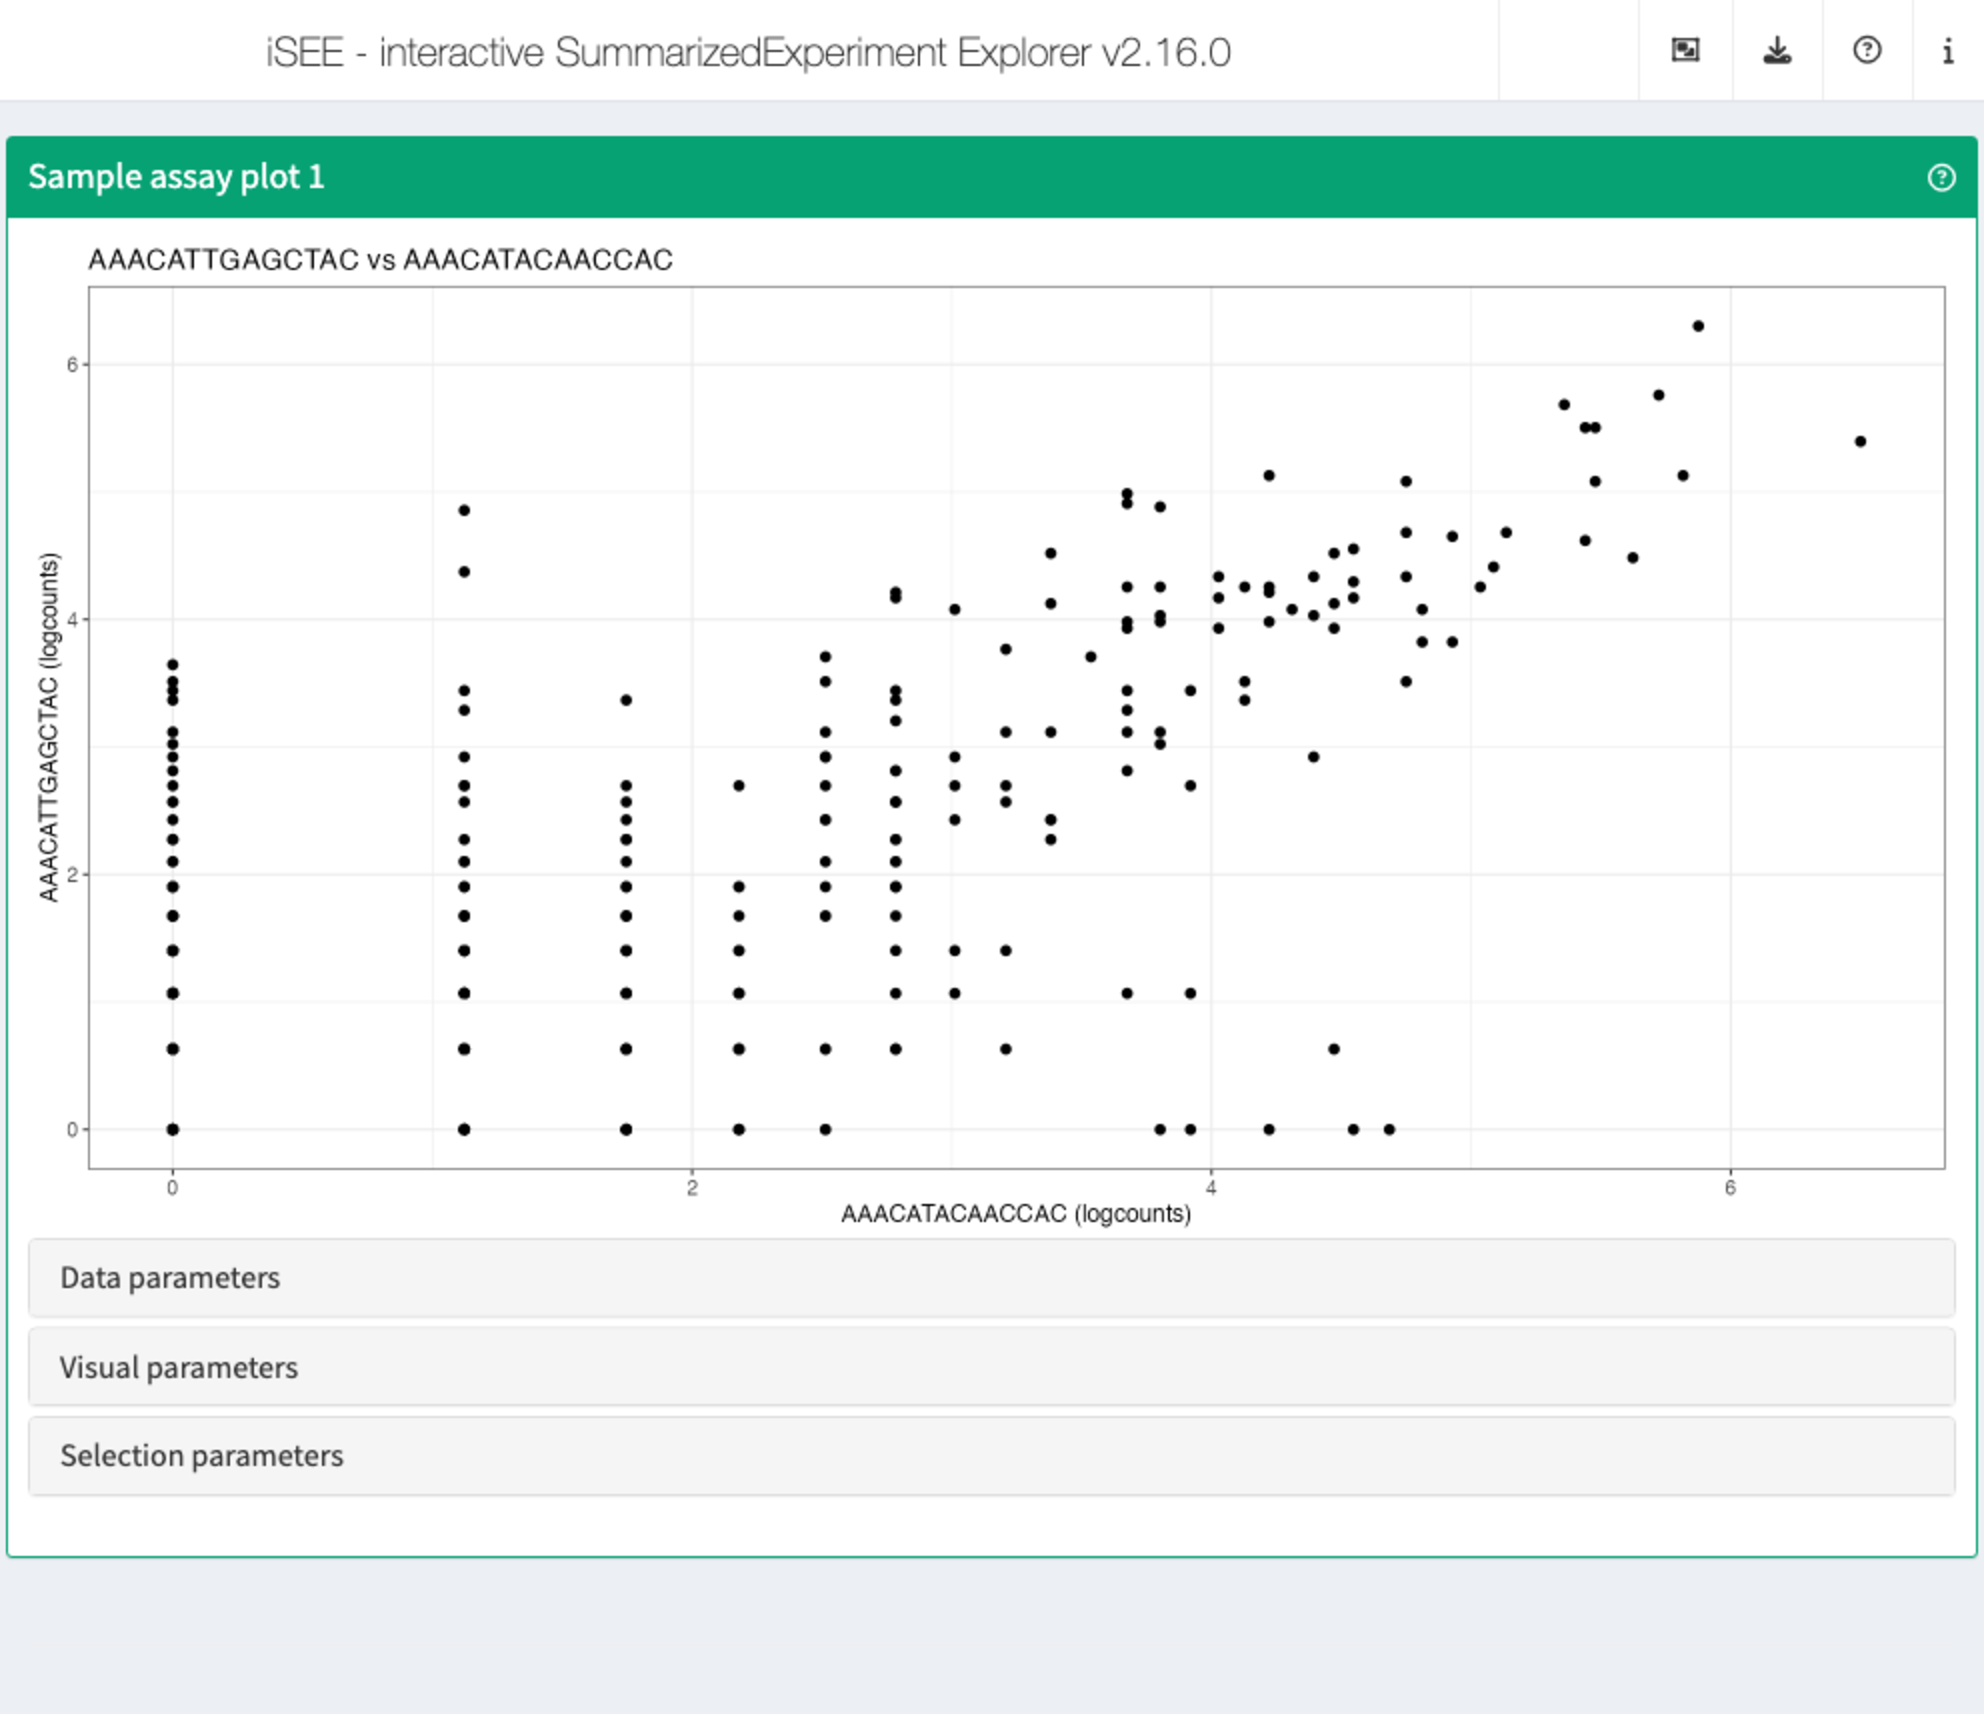 iSEE - interactive SummarizedExperiment Explorer v2.16.0
Sample assay plot 1
AAACATTGAGCTAC vs AAACATACAACCAC
6
4
2
0
AAACATTGAGCTAC (logcounts)
0 2 4 6
AAACATACAACCAC (logcounts)
Data parameters
Visual parameters
Selection parameters